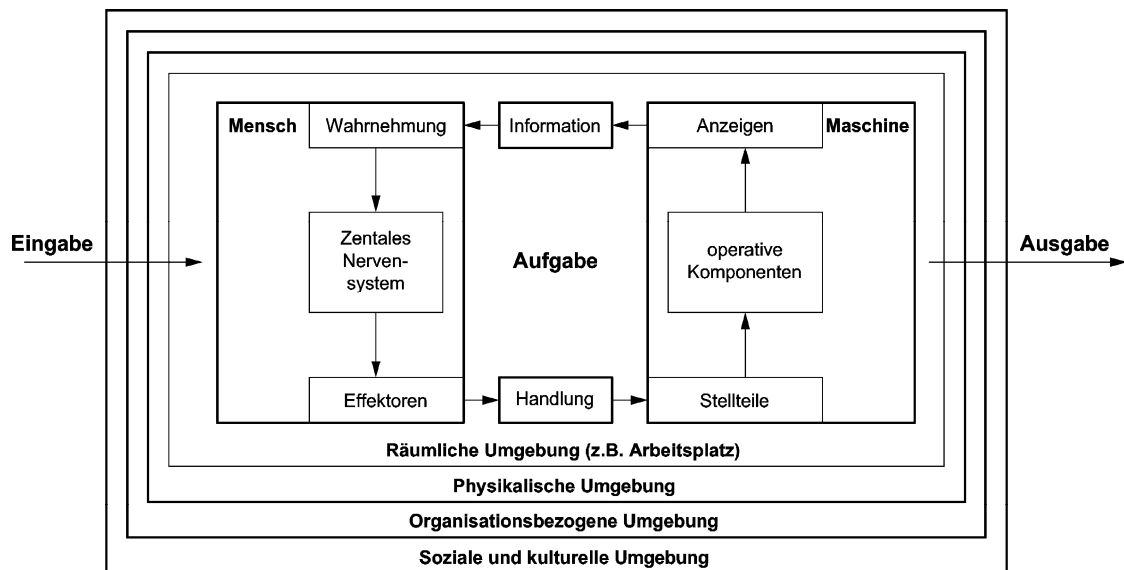 Mensch
Wahrnehmung
Information
Anzeigen
Maschine
Eingabe
Zentales
Nerven-
system
Aufgabe
operative
Komponenten
Ausgabe
Effektoren
Handlung
Stellteile
Räumliche Umgebung (z.B. Arbeitsplatz)
Physikalische Umgebung
Organisationsbezogene Umgebung
Soziale und kulturelle Umgebung